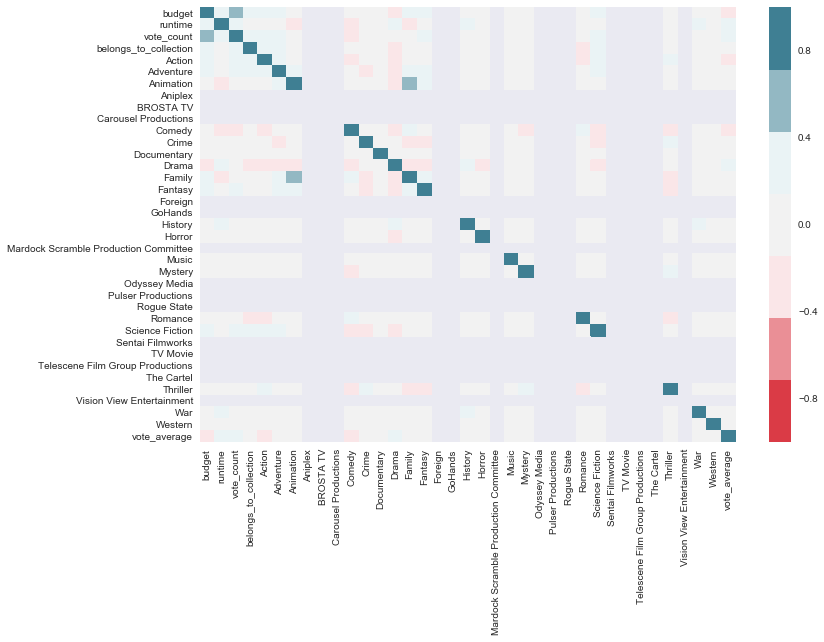 budget
runtime
vote_count
belongs_to_collection
Action
Adventure
Animation
Aniplex
BROSTA TV
Carousel Productions
Comedy
Crime
Documentary
Drama
Family
Fantasy
Foreign
GoHands
History
Horror
Mardock Scramble Production Committee
Music
Mystery
Odyssey Media
Pulser Productions
Rogue State
Romance
Science Fiction
Sentai Filmworks
TV Movie
Telescene Film Group Productions
The Cartel
Thriller
Vision View Entertainment
War
Western
vote_average
0.8
0.4
0.0
−0.4
−0.8
budget
runtime
vote_count
belongs_to_collection
Action
Adventure
Animation
Aniplex
BROSTA TV
Carousel Productions
Comedy
Crime
Documentary
Drama
Family
Fantasy
Foreign
GoHands
History
Horror
Mardock Scramble Production Committee
Music
Mystery
Odyssey Media
Pulser Productions
Rogue State
Romance
Science Fiction
Sentai Filmworks
TV Movie
Telescene Film Group Productions
The Cartel
Thriller
Vision View Entertainment
War
Western
vote_average